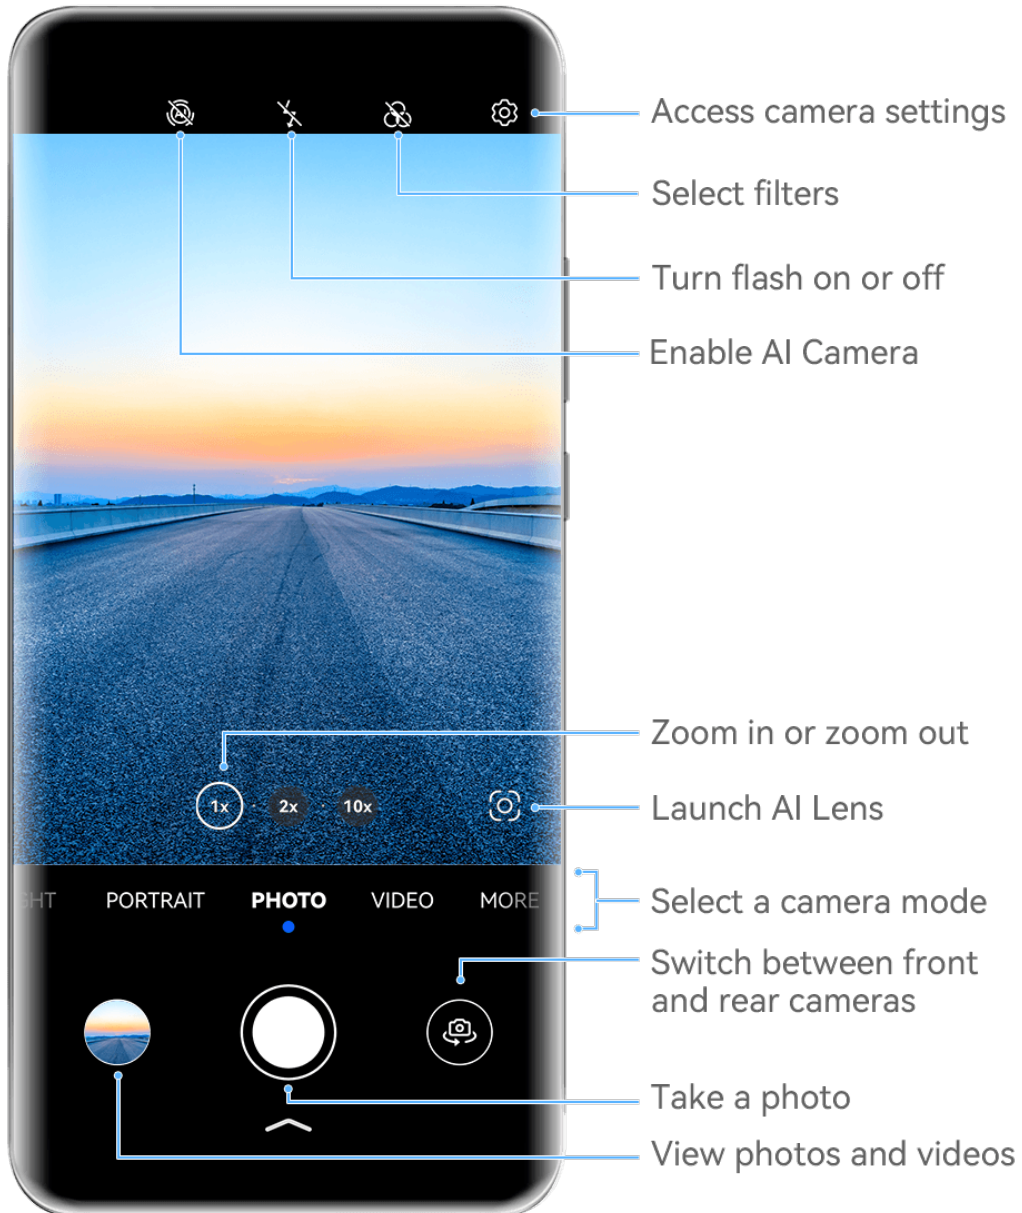 AI
Access camera settings
Select filters
Turn flash on or off
Enable AI Camera
Zoom in or zoom out
1x 2x 10x
Launch AI Lens
GHT PORTRAIT PHOTO VIDEO MORE
Select a camera mode
Switch between front
and rear cameras
Take a photo
View photos and videos